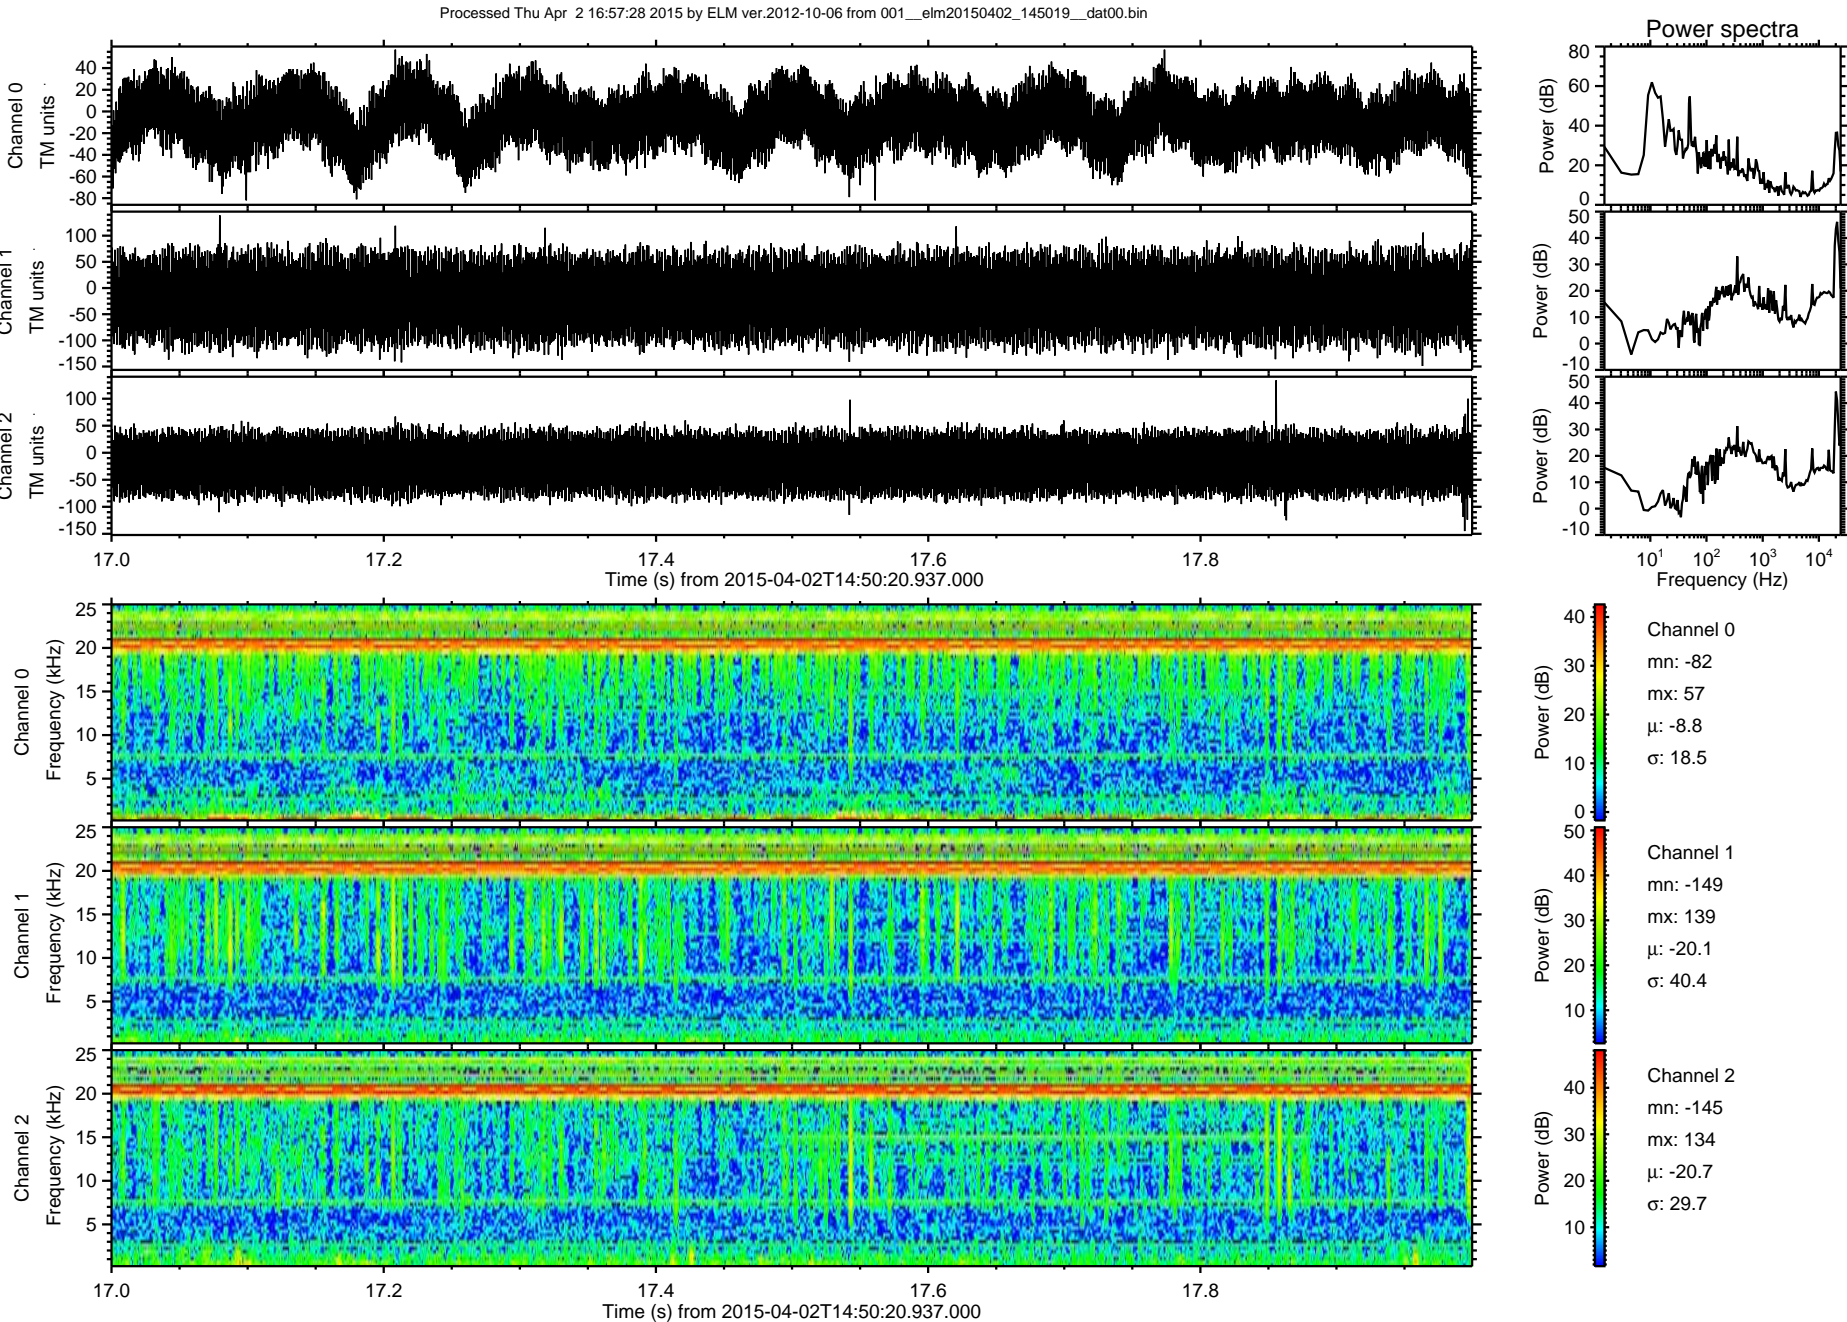 Processed Thu Apr  2 16:57:28 2015 by ELM ver.2012-10-06 from 001__elm20150402_145019__dat00.bin
Power spectra
Channel 0
TM units
40
20
0
-20
-40
-60
-80
Power (dB)
80
60
40
20
0
Channel 1
TM units
100
50
0
-50
-100
-150
Power (dB)
50
40
30
20
10
0
-10
Channel 2
TM units
100
50
0
-50
-100
-150
Power (dB)
50
40
30
20
10
0
-10
17.0 17.2 17.4 17.6 17.8
Time (s) from 2015-04-02T14:50:20.937.000
10^1 10^2 10^3 10^4
Frequency (Hz)
Channel 0
Frequency (kHz)
25
20
15
10
5
Power (dB)
40
30
20
10
0
Channel 0
mn: -82
mx: 57
μ: -8.8
σ: 18.5
Channel 1
Frequency (kHz)
25
20
15
10
5
Power (dB)
50
40
30
20
10
Channel 1
mn: -149
mx: 139
μ: -20.1
σ: 40.4
Channel 2
Frequency (kHz)
25
20
15
10
5
Power (dB)
40
30
20
10
Channel 2
mn: -145
mx: 134
μ: -20.7
σ: 29.7
17.0 17.2 17.4 17.6 17.8
Time (s) from 2015-04-02T14:50:20.937.000